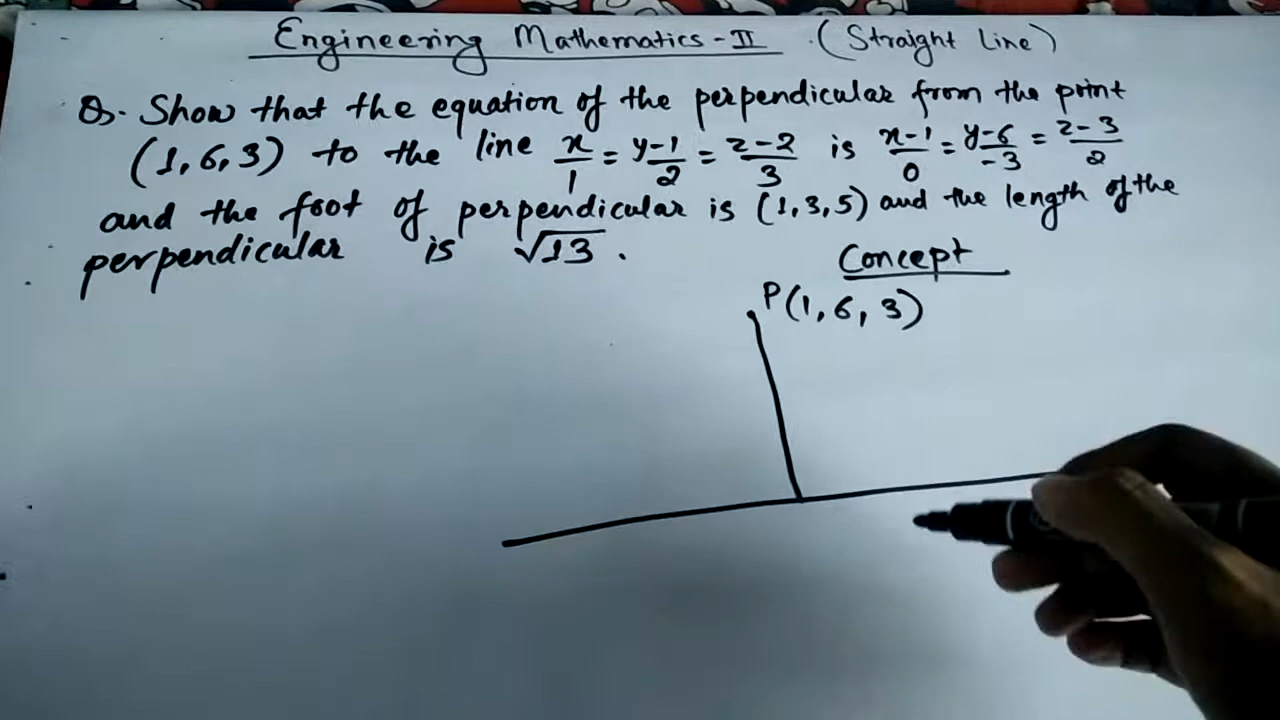 Engineering Mathematics-II (Straight Line)
Q. Show that the equation of the perpendicular from the point
(1,6,3) to the line x/1 = y-1/2 = z-2/3 is x-1/0 = y-6/-3 = z-3/2
and the foot of perpendicular is (1,3,5) and the length of the
perpendicular is √13.
Concept
P(1,6,3)